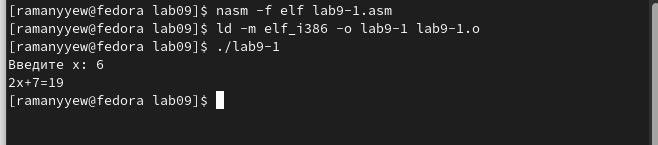 [ramanyyew@fedora lab09]$ nasm -f elf lab9-1.asm
[ramanyyew@fedora lab09]$ ld -m elf_i386 -o lab9-1 lab9-1.o
[ramanyyew@fedora lab09]$ ./lab9-1
Введите x: 6
2x+7=19
[ramanyyew@fedora lab09]$